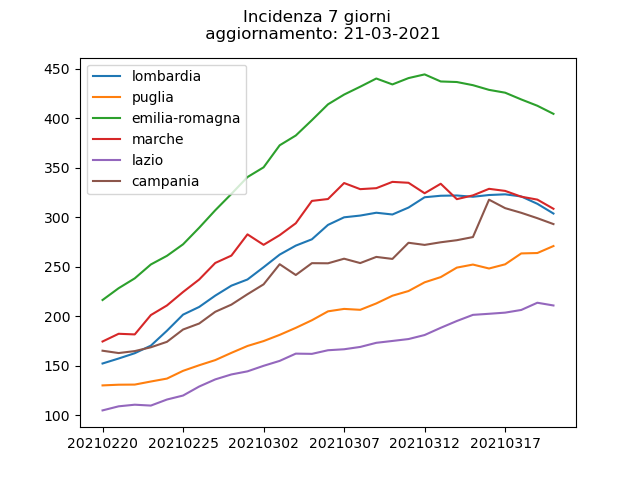 Incidenza 7 giorni
aggiornamento: 21-03-2021
450
400
350
300
250
200
150
100
lombardia
puglia
emilia-romagna
marche
lazio
campania
20210220 20210225 20210302 20210307 20210312 20210317